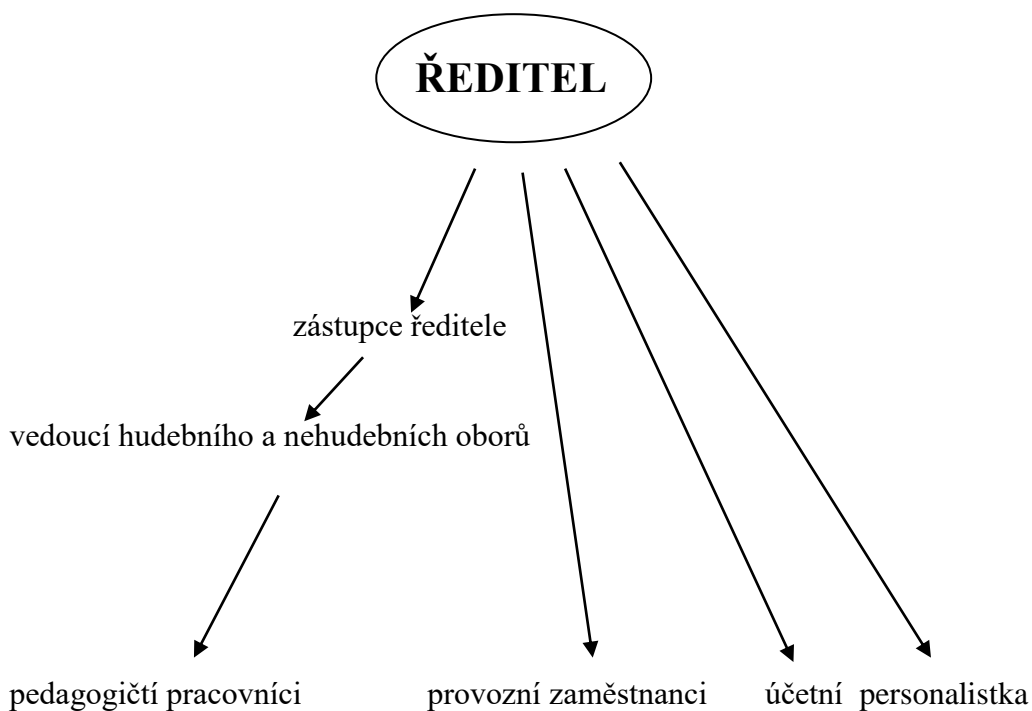 ŘEDITEL
zástupce ředitele
vedoucí hudebního a nehudebních oborů
pedagogičtí pracovníci provozní zaměstnanci účetní personalistka